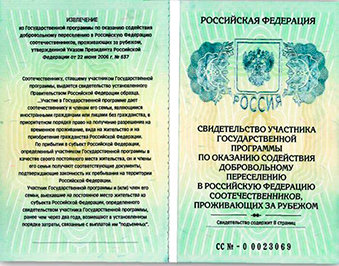 ИЗВЛЕЧЕНИЕ
из Государственной программы по оказанию содействия
добровольному переселению в Российскую Федерацию
соотечественников, проживающих за рубежом,
утвержденной Указом Президента Российской
Федерации от 22 июня 2006 г. № 637
Соотечественнику, ставшему участником Государственной
программы, выдается свидетельство установленного
Правительством Российской Федерации образца.
...Участие в Государственной программе дает
соотечественнику и членам его семьи, являющимся
иностранными гражданами или лицами без гражданства, в
приоритетном порядке право на получение разрешения на
временное проживание, вида на жительство и на
приобретение гражданства Российской Федерации.
По прибытии в субъект Российской Федерации,
определенный участником Государственной программы в
качестве своего постоянного места жительства, он и члены
его семьи получают соответствующие документы,
подтверждающие законность их пребывания на территории
Российской Федерации.
Участник Государственной программы и (или) член его
семьи, выехавшие на постоянное место жительства из
субъекта Российской Федерации, определенного
свидетельством участника Государственной программы,
ранее чем через два года, возмещают в установленном
порядке затраты, связанные с выплатой им "подъемных".
РОССИЙСКАЯ ФЕДЕРАЦИЯ
РОССИЯ
СВИДЕТЕЛЬСТВО УЧАСТНИКА
ГОСУДАРСТВЕННОЙ
ПРОГРАММЫ
ПО ОКАЗАНИЮ СОДЕЙСТВИЯ
ДОБРОВОЛЬНОМУ
ПЕРЕСЕЛЕНИЮ
В РОССИЙСКУЮ ФЕДЕРАЦИЮ
СООТЕЧЕСТВЕННИКОВ,
ПРОЖИВАЮЩИХ ЗА РУБЕЖОМ
Свидетельство содержит 8 страниц
СС № - 0 0023069